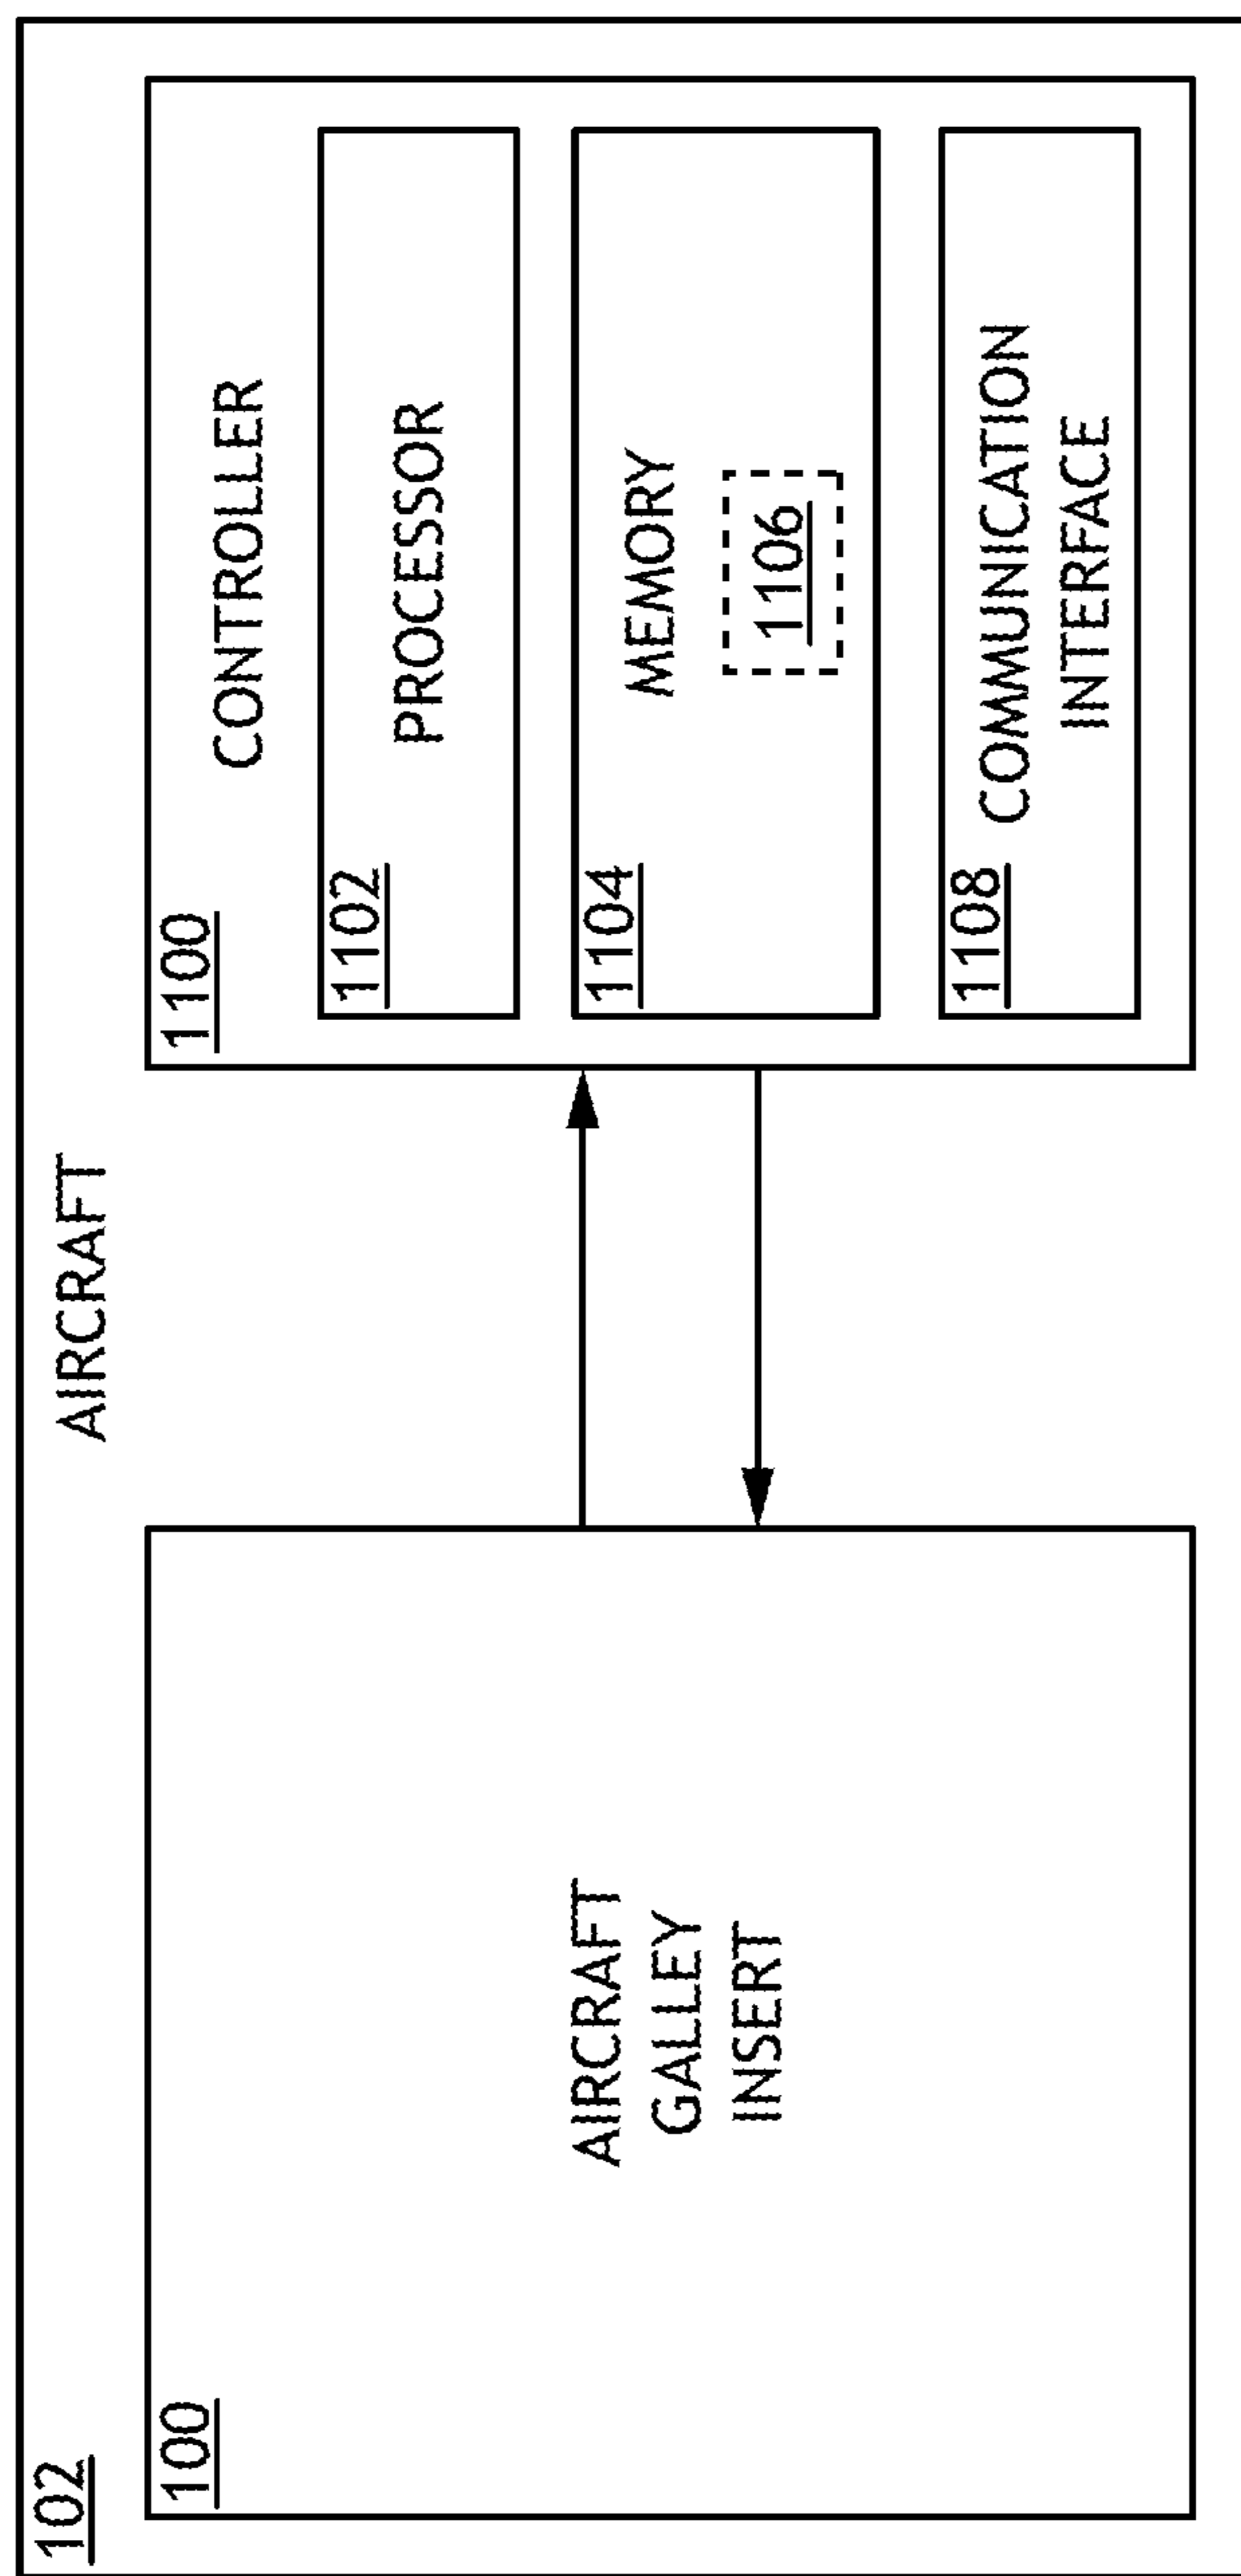 102
AIRCRAFT
100
AIRCRAFT
GALLEY
INSERT
1100
CONTROLLER
1102
PROCESSOR
1104
MEMORY
1106
1108
COMMUNICATION
INTERFACE